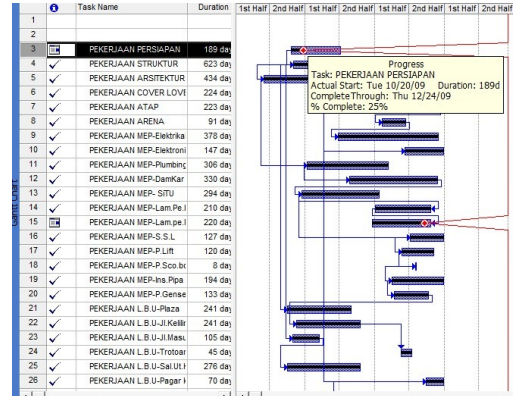 Task Name Duration 1st Half 2nd Half 1st Half 2nd Half 1st Half 2nd Half 1st Half 2nd Half
1
2
3 PEKERJAAN PERSIAPAN 189 day
4 PEKERJAAN STRUKTUR 623 day
5 PEKERJAAN ARSITEKTUR 434 day
6 PEKERJAAN COVER LOVE 224 day
7 PEKERJAAN ATAP 223 day
8 PEKERJAAN ARENA 91 day
9 PEKERJAAN MEP-Elektrika 378 day
10 PEKERJAAN MEP-Elektroni 147 day
11 PEKERJAAN MEP-Plumbing 306 day
12 PEKERJAAN MEP-DamKar 330 day
13 PEKERJAAN MEP- SiTU 294 day
14 PEKERJAAN MEP-Lam.Pe.l 210 day
15 PEKERJAAN MEP-Lam.pe.l 220 day
16 PEKERJAAN MEP-S.S.L 127 day
17 PEKERJAAN MEP-P.Lift 120 day
18 PEKERJAAN MEP-P.Sco.bo 8 day
19 PEKERJAAN MEP-Ins.Pipa 194 day
20 PEKERJAAN MEP-P.Gense 133 day
21 PEKERJAAN L.B.U-Plaza 241 day
22 PEKERJAAN L.B.U-Jl.Kelilir 241 day
23 PEKERJAAN L.B.U-Jl.Masu 105 day
24 PEKERJAAN L.B.U-Trotoar 45 day
25 PEKERJAAN L.B.U-Sal.Ut.H 276 day
26 PEKERJAAN L.B.U-Pagar k 70 day
Progress
Task: PEKERJAAN PERSIAPAN
Actual Start: Tue 10/20/09 Duration: 189d
CompleteThrough: Thu 12/24/09
% Complete: 25%
Gantt Chart